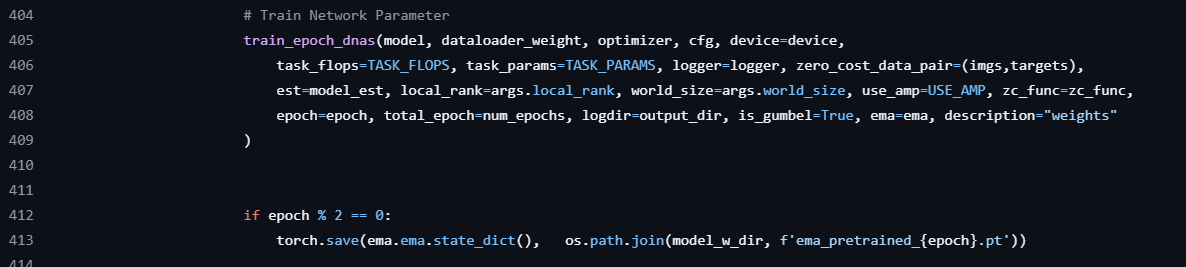 404 # Train Network Parameter
405 train_epoch_dnas(model, dataloader_weight, optimizer, cfg, device=device,
406 task_flops=TASK_FLOPS, task_params=TASK_PARAMS, logger=logger, zero_cost_data_pair=(imgs,targets),
407 est=model_est, local_rank=args.local_rank, world_size=args.world_size, use_amp=USE_AMP, zc_func=zc_func,
408 epoch=epoch, total_epoch=num_epochs, logdir=output_dir, is_gumbel=True, ema=ema, description="weights"
409 )
410
411
412 if epoch % 2 == 0:
413 torch.save(ema.ema.state_dict(),   os.path.join(model_w_dir, f'ema_pretrained_{epoch}.pt'))
414